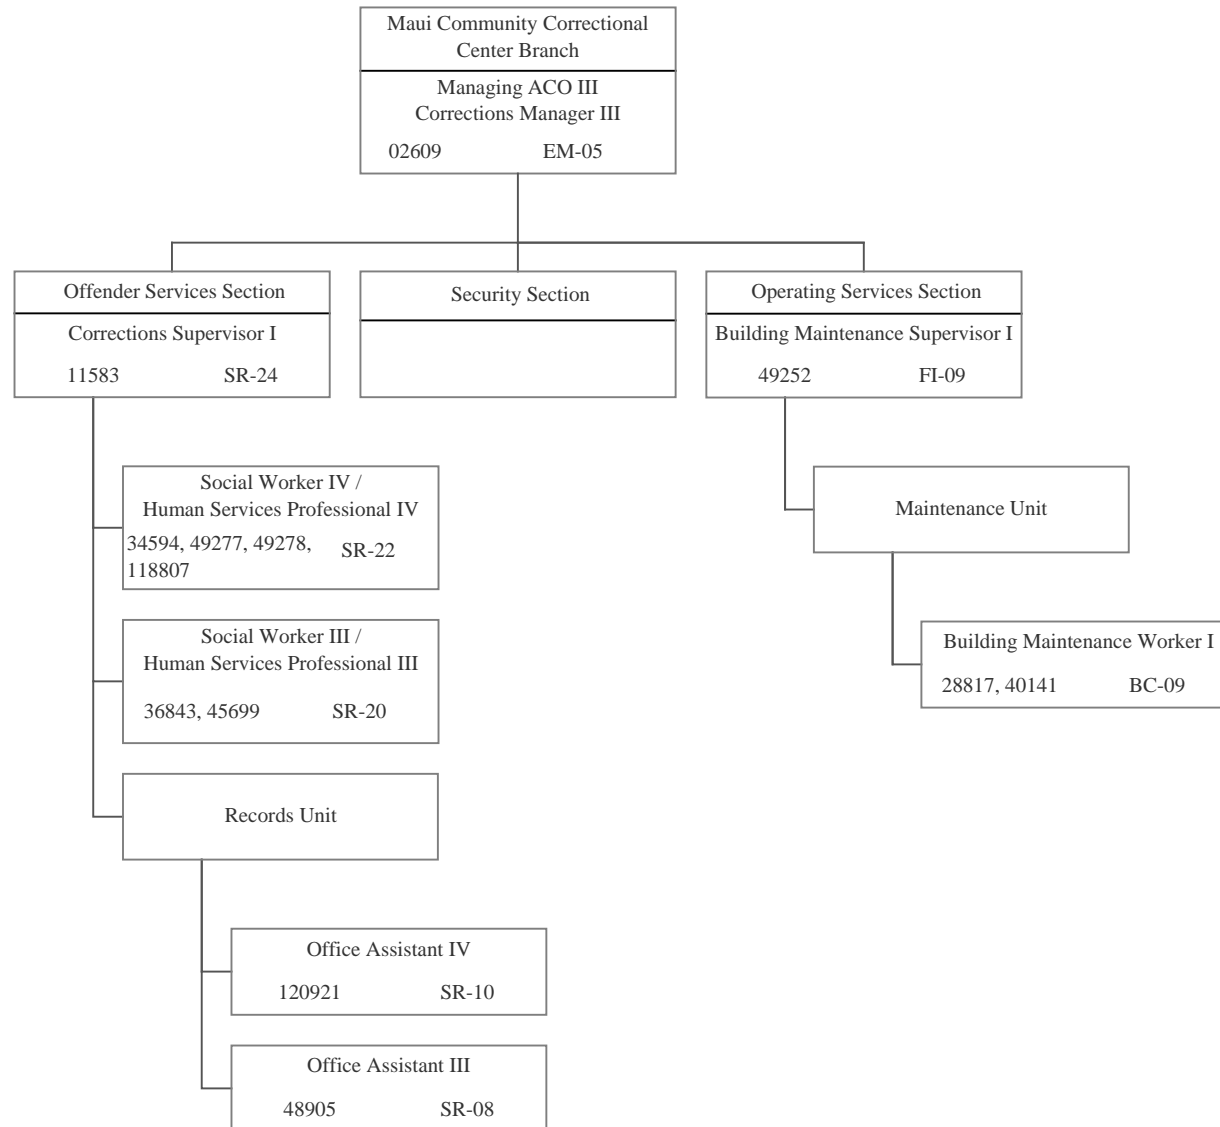 Maui Community Correctional
Center Branch
Managing ACO III
Corrections Manager III
02609 EM-05
Offender Services Section
Corrections Supervisor I
11583 SR-24
Security Section
Operating Services Section
Building Maintenance Supervisor I
49252 FI-09
Social Worker IV /
Human Services Professional IV
34594, 49277, 49278,
118807
SR-22
Social Worker III /
Human Services Professional III
36843, 45699 SR-20
Records Unit
Office Assistant IV
120921 SR-10
Office Assistant III
48905 SR-08
Maintenance Unit
Building Maintenance Worker I
28817, 40141 BC-09